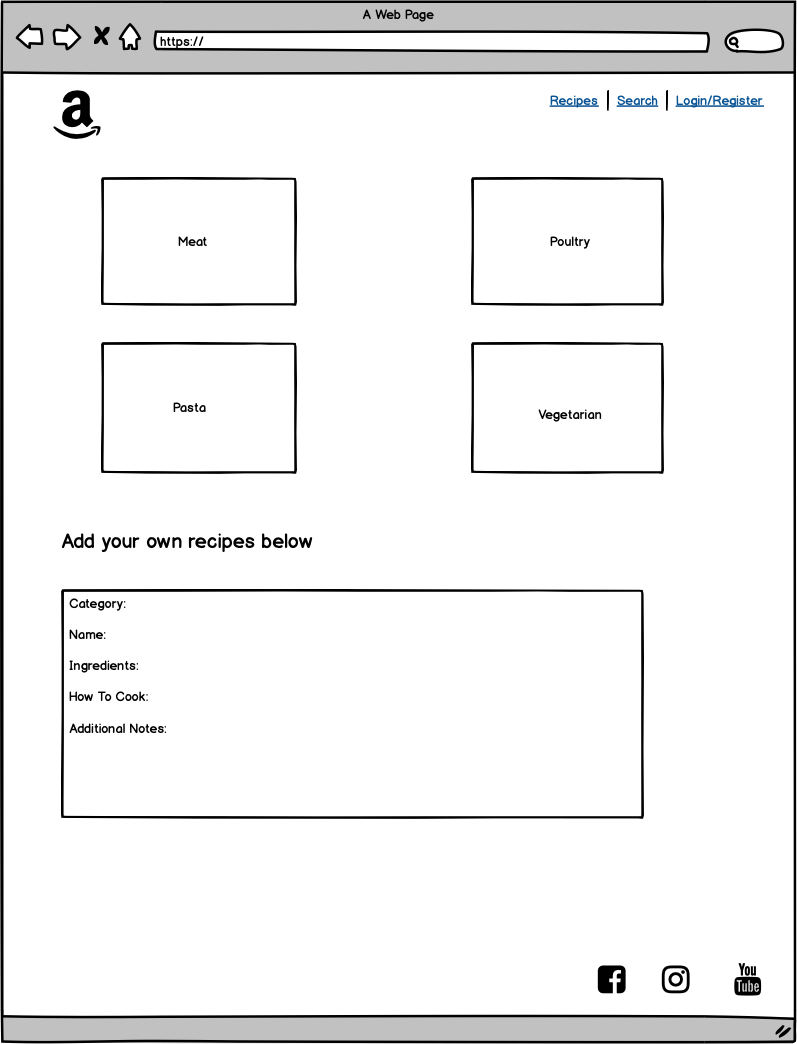 A Web Page
https://
a
Recipes | Search | Login/Register
Meat
Poultry
Pasta
Vegetarian
Add your own recipes below
Category:
Name:
Ingredients:
How To Cook:
Additional Notes:
f
You
Tube